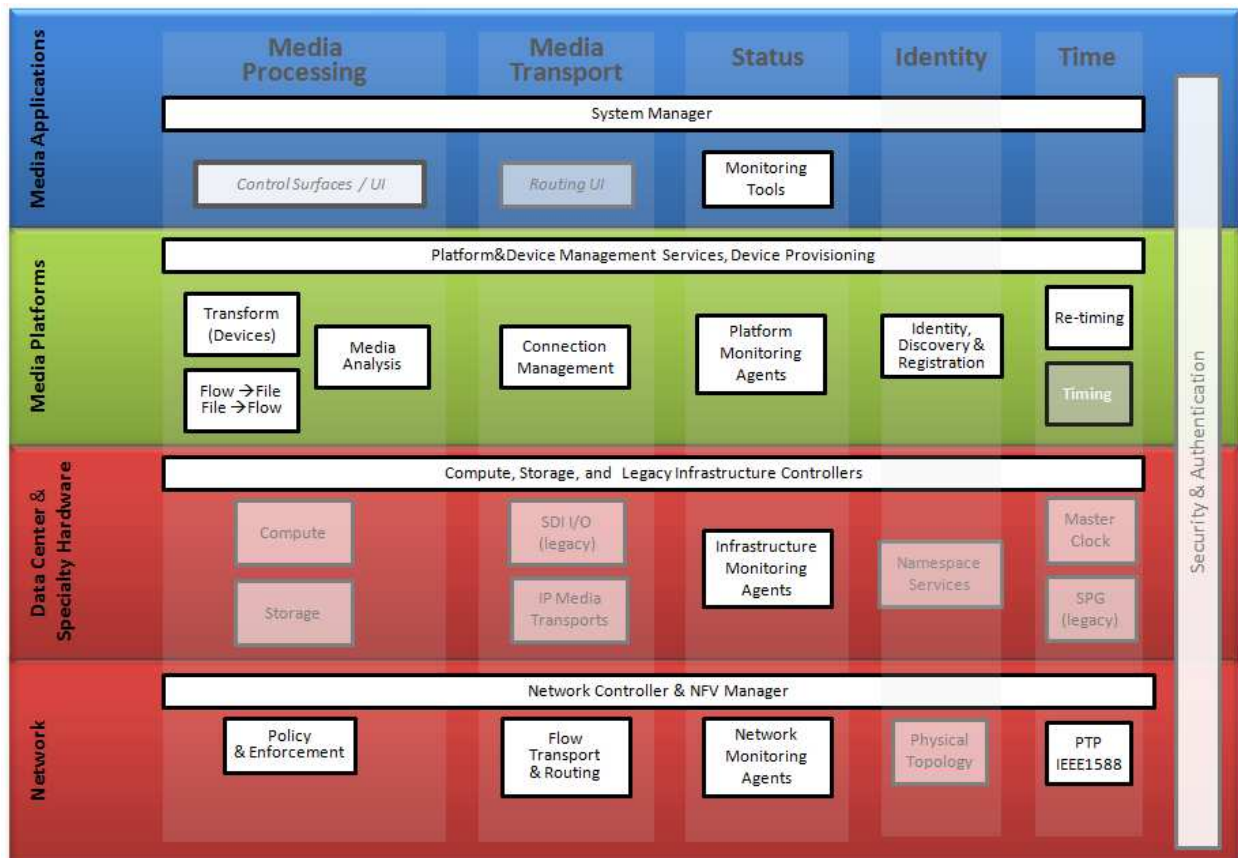 Media Applications
Media
Processing
Media
Transport
Status
Identity
Time
System Manager
Control Surfaces / UI
Routing UI
Monitoring
Tools
Media Platforms
Platform&Device Management Services, Device Provisioning
Transform
(Devices)
Media
Analysis
Flow →File
File →Flow
Connection
Management
Platform
Monitoring
Agents
Identity,
Discovery &
Registration
Re-timing
Timing
Data Center &
Specialty Hardware
Compute, Storage, and Legacy Infrastructure Controllers
Compute
Storage
SDI I/O
(legacy)
IP Media
Transports
Infrastructure
Monitoring
Agents
Namespace
Services
Master
Clock
SPG
(legacy)
Network
Network Controller & NFV Manager
Policy
& Enforcement
Flow
Transport
& Routing
Network
Monitoring
Agents
Physical
Topology
PTP
IEEE1588
Security & Authentication